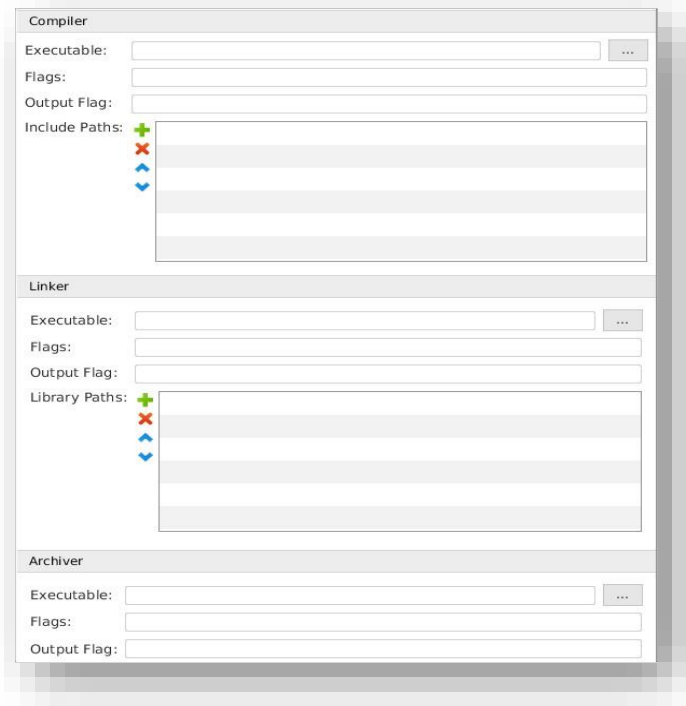 Compiler
Executable: ...
Flags:
Output Flag:
Include Paths:
Linker
Executable: ...
Flags:
Output Flag:
Library Paths:
Archiver
Executable: ...
Flags:
Output Flag: